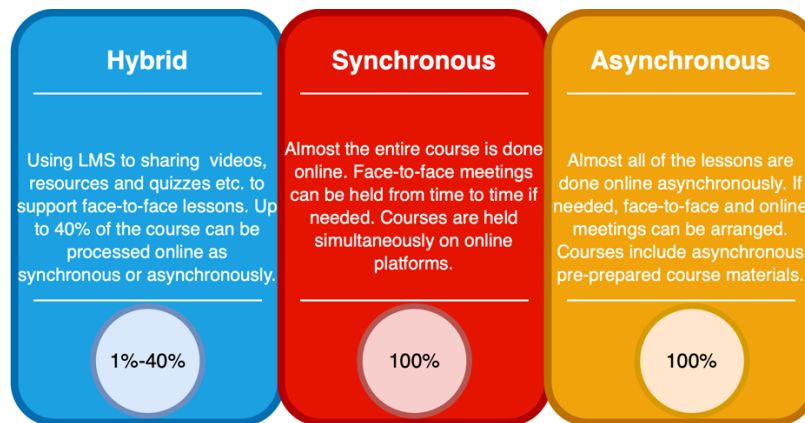 Hybrid
Using LMS to sharing videos,
resources and quizzes etc. to
support face-to-face lessons. Up
to 40% of the course can be
processed online as
synchronous or asynchronously.
1%-40%
Synchronous
Almost the entire course is done
online. Face-to-face meetings
can be held from time to time if
needed. Courses are held
simultaneously on online
platforms.
100%
Asynchronous
Almost all of the lessons are
done online asynchronously. If
needed, face-to-face and online
meetings can be arranged.
Courses include asynchronous
pre-prepared course materials.
100%